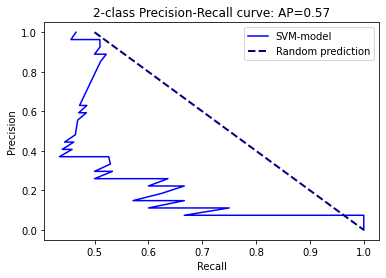 2-class Precision-Recall curve: AP=0.57
SVM-model
Random prediction
Precision
1.0
0.8
0.6
0.4
0.2
0.0
0.5 0.6 0.7 0.8 0.9 1.0
Recall